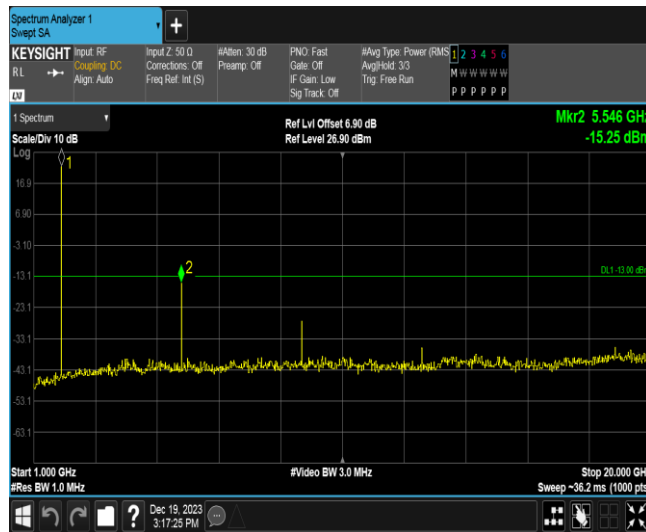 Spectrum Analyzer 1
Swept SA
+
KEYSIGHT
RL
LXI
Input: RF
Coupling: DC
Align: Auto
Input Z: 50 Ω
Corrections: Off
Freq Ref: Int (S)
#Atten: 30 dB
Preamp: Off
PNO: Fast
Gate: Off
IF Gain: Low
Sig Track: Off
#Avg Type: Power (RMS
Avg|Hold: 3/3
Trig: Free Run
1 2 3 4 5 6
M W W W W W
P P P P P P
1 Spectrum
Scale/Div 10 dB
Log
Ref Lvl Offset 6.90 dB
Ref Level 26.90 dBm
Mkr2 5.546 GHz
-15.25 dBm
1
16.9
6.90
-3.10
2
DL1 -13.00 dBm
-13.1
-23.1
-33.1
-43.1
-53.1
-63.1
Start 1.000 GHz
#Res BW 1.0 MHz
#Video BW 3.0 MHz
Stop 20.000 GHz
Sweep ~36.2 ms (1000 pts)
?
Dec 19, 2023
3:17:25 PM